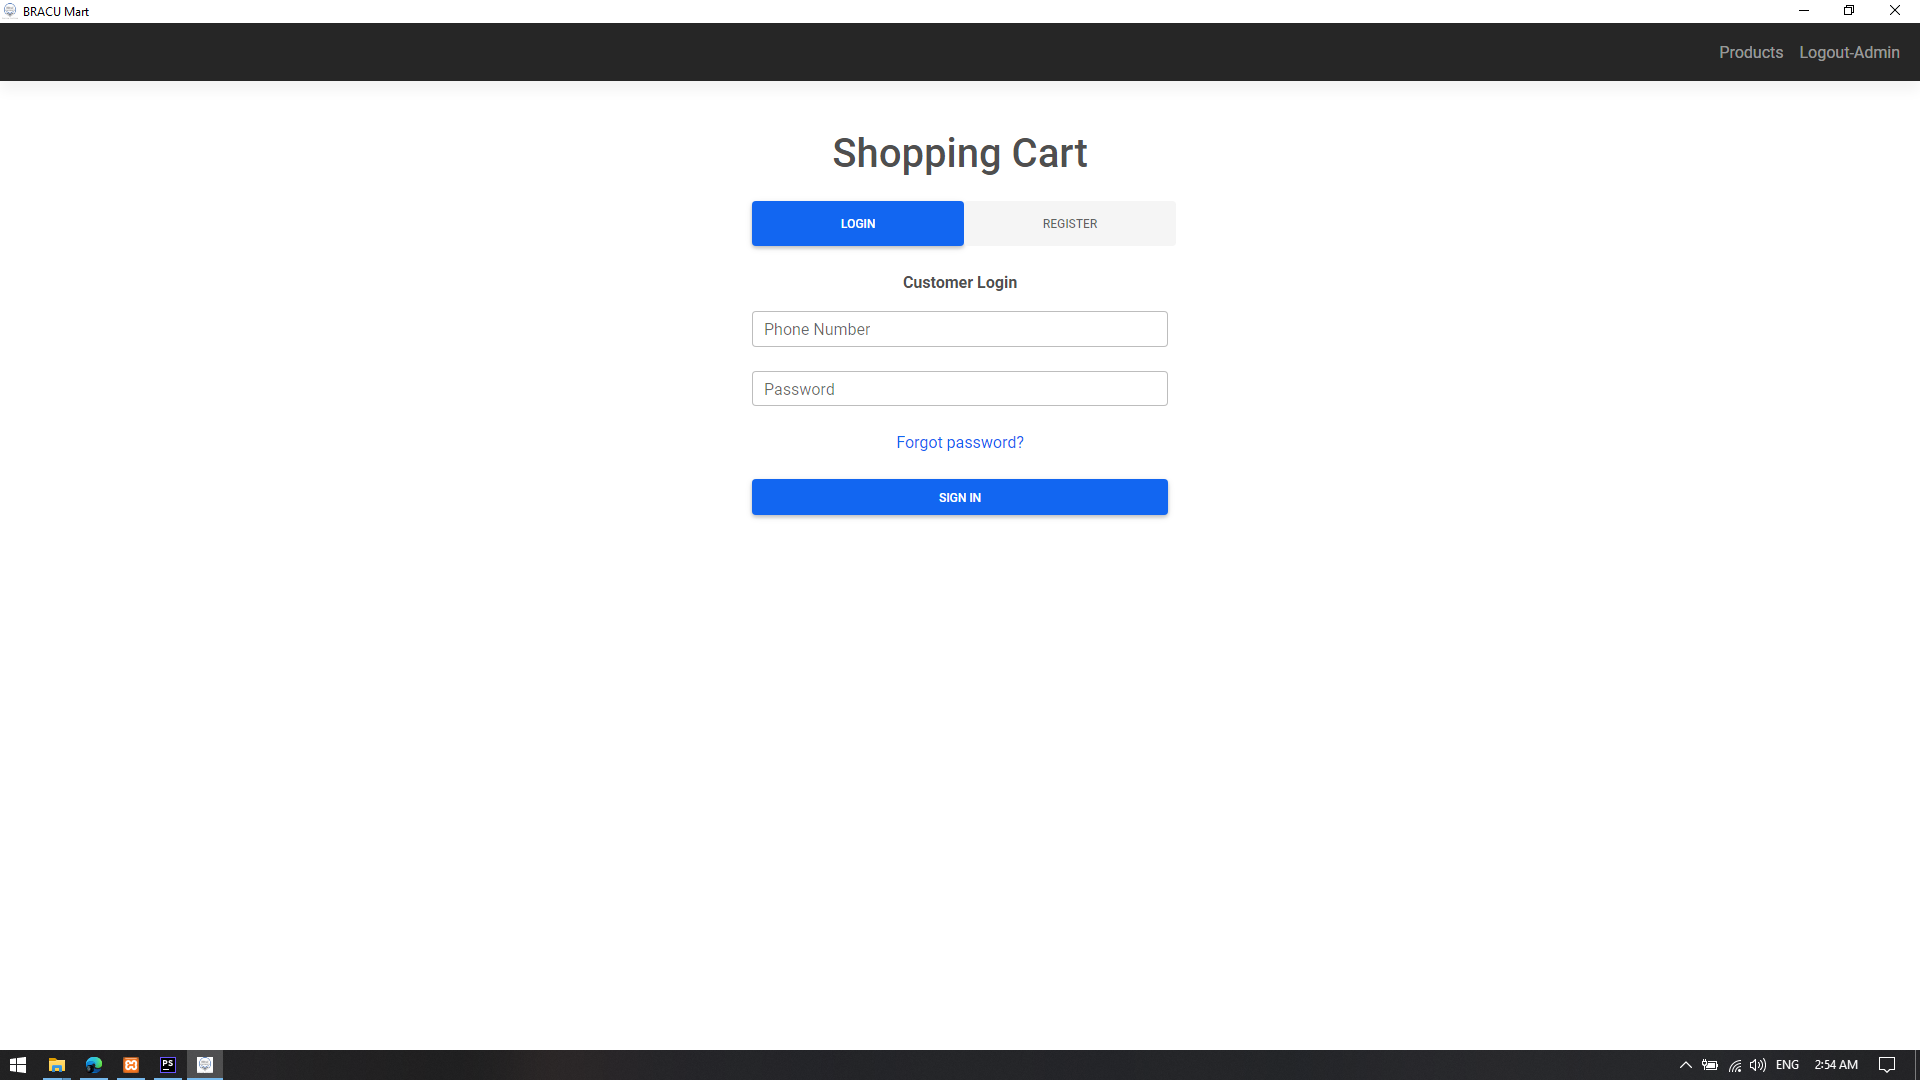 BRACU Mart
Products Logout-Admin
Shopping Cart
LOGIN REGISTER
Customer Login
Phone Number
Password
Forgot password?
SIGN IN
PS
ENG 2:54 AM